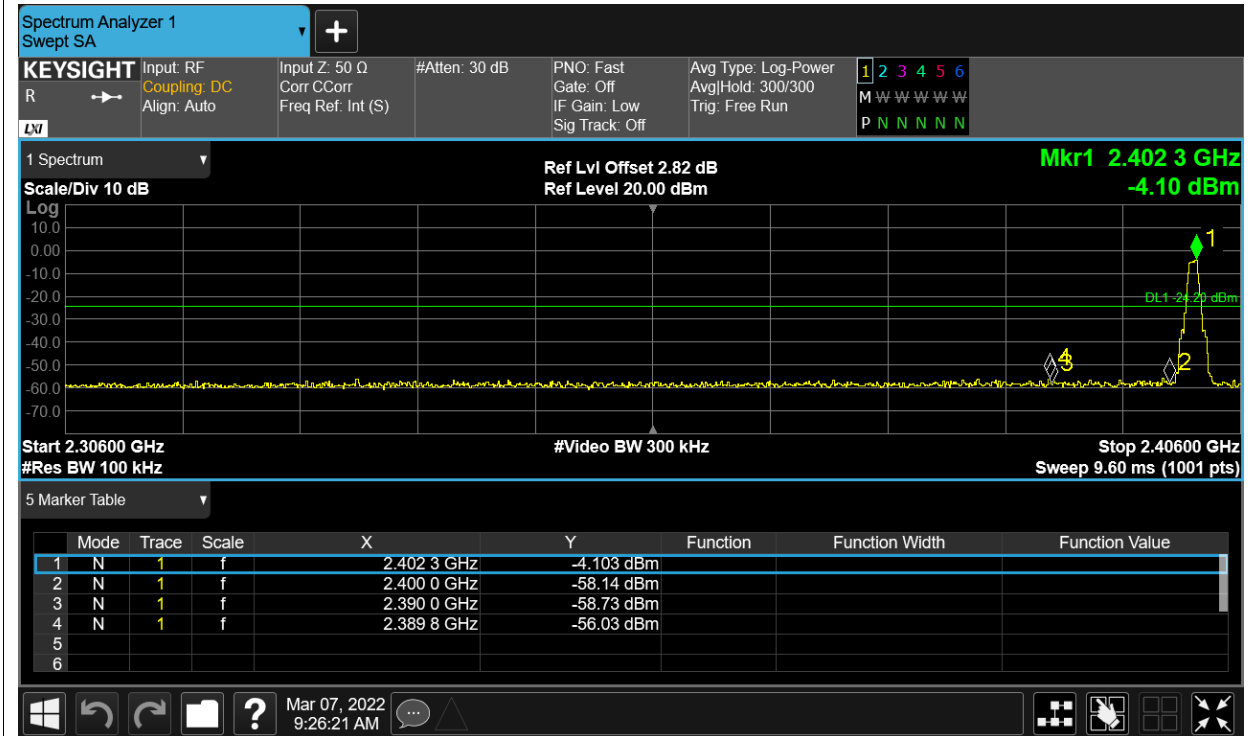 Spectrum Analyzer 1
Swept SA
KEYSIGHT
R
LXI
Input: RF
Coupling: DC
Align: Auto
Input Z: 50 Ω
Corr CCorr
Freq Ref: Int (S)
#Atten: 30 dB
PNO: Fast
Gate: Off
IF Gain: Low
Sig Track: Off
Avg Type: Log-Power
Avg|Hold: 300/300
Trig: Free Run
1 2 3 4 5 6
M W W W W W W
P N N N N N N
1 Spectrum
Scale/Div 10 dB
Ref Lvl Offset 2.82 dB
Ref Level 20.00 dBm
Mkr1 2.402 3 GHz
-4.10 dBm
Log
10.0
0.00
-10.0
-20.0
-30.0
-40.0
-50.0
-60.0
-70.0
1
DL1 -24.20 dBm
4
3
2
Start 2.30600 GHz
#Video BW 300 kHz
Stop 2.40600 GHz
#Res BW 100 kHz
Sweep 9.60 ms (1001 pts)
5 Marker Table
Mode Trace Scale X Y Function Function Width Function Value
1 N 1 f 2.402 3 GHz -4.103 dBm
2 N 1 f 2.400 0 GHz -58.14 dBm
3 N 1 f 2.390 0 GHz -58.73 dBm
4 N 1 f 2.389 8 GHz -56.03 dBm
5
6
?
Mar 07, 2022
9:26:21 AM